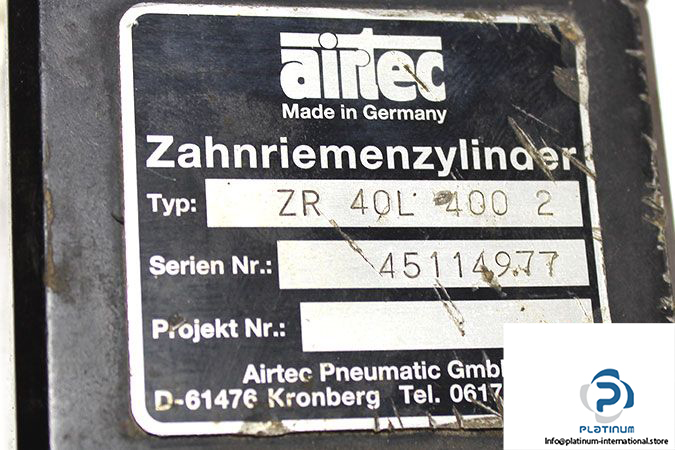 airtec
Made in Germany
Zahnriemenzylinder
Typ: ZR 40L 400 2
Serien Nr.: 45114977
Projekt Nr.:
Airtec Pneumatic Gmb
D-61476 Kronberg Tel. 0617
PLATINUM
Info@platinum-international.store